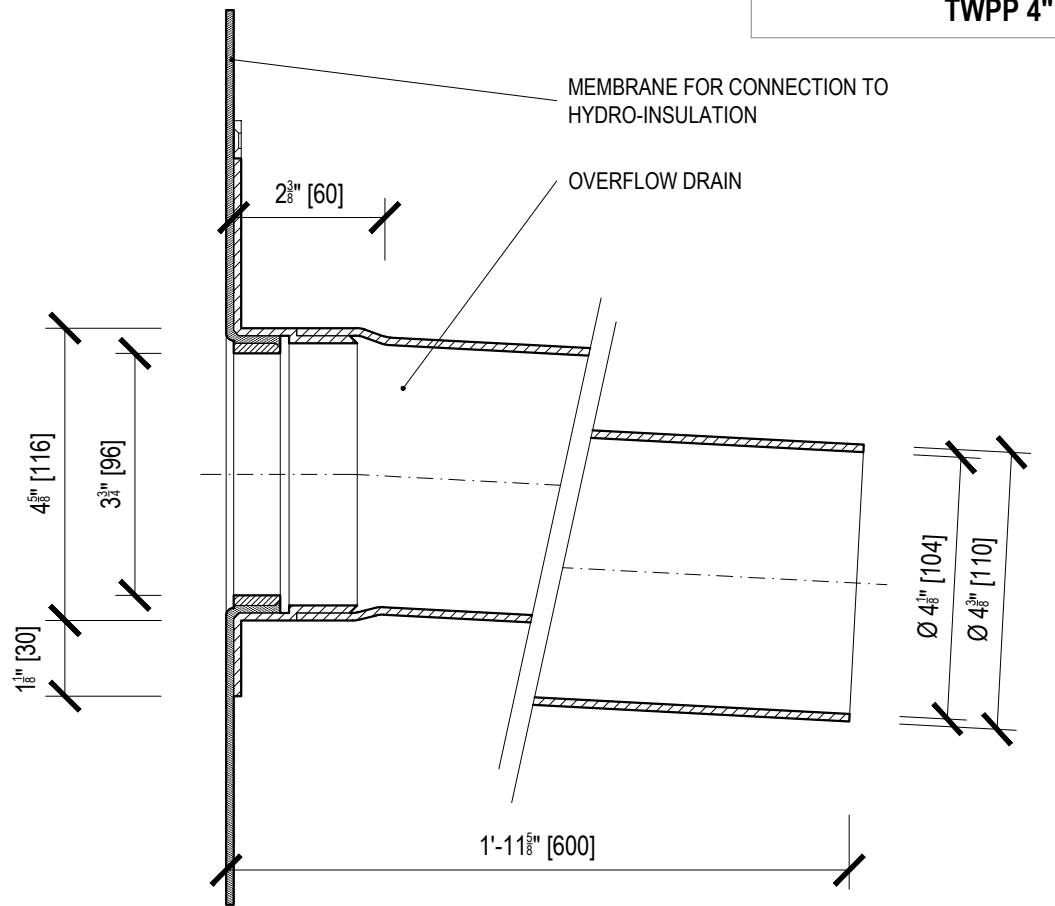 TWPP 4"
MEMBRANE FOR CONNECTION TO
HYDRO-INSULATION
OVERFLOW DRAIN
2⅜" [60]
4⅝" [116]
3¾" [96]
1⅛" [30]
Ø 4⅛" [104]
Ø 4⅜" [110]
1'-11⅝" [600]